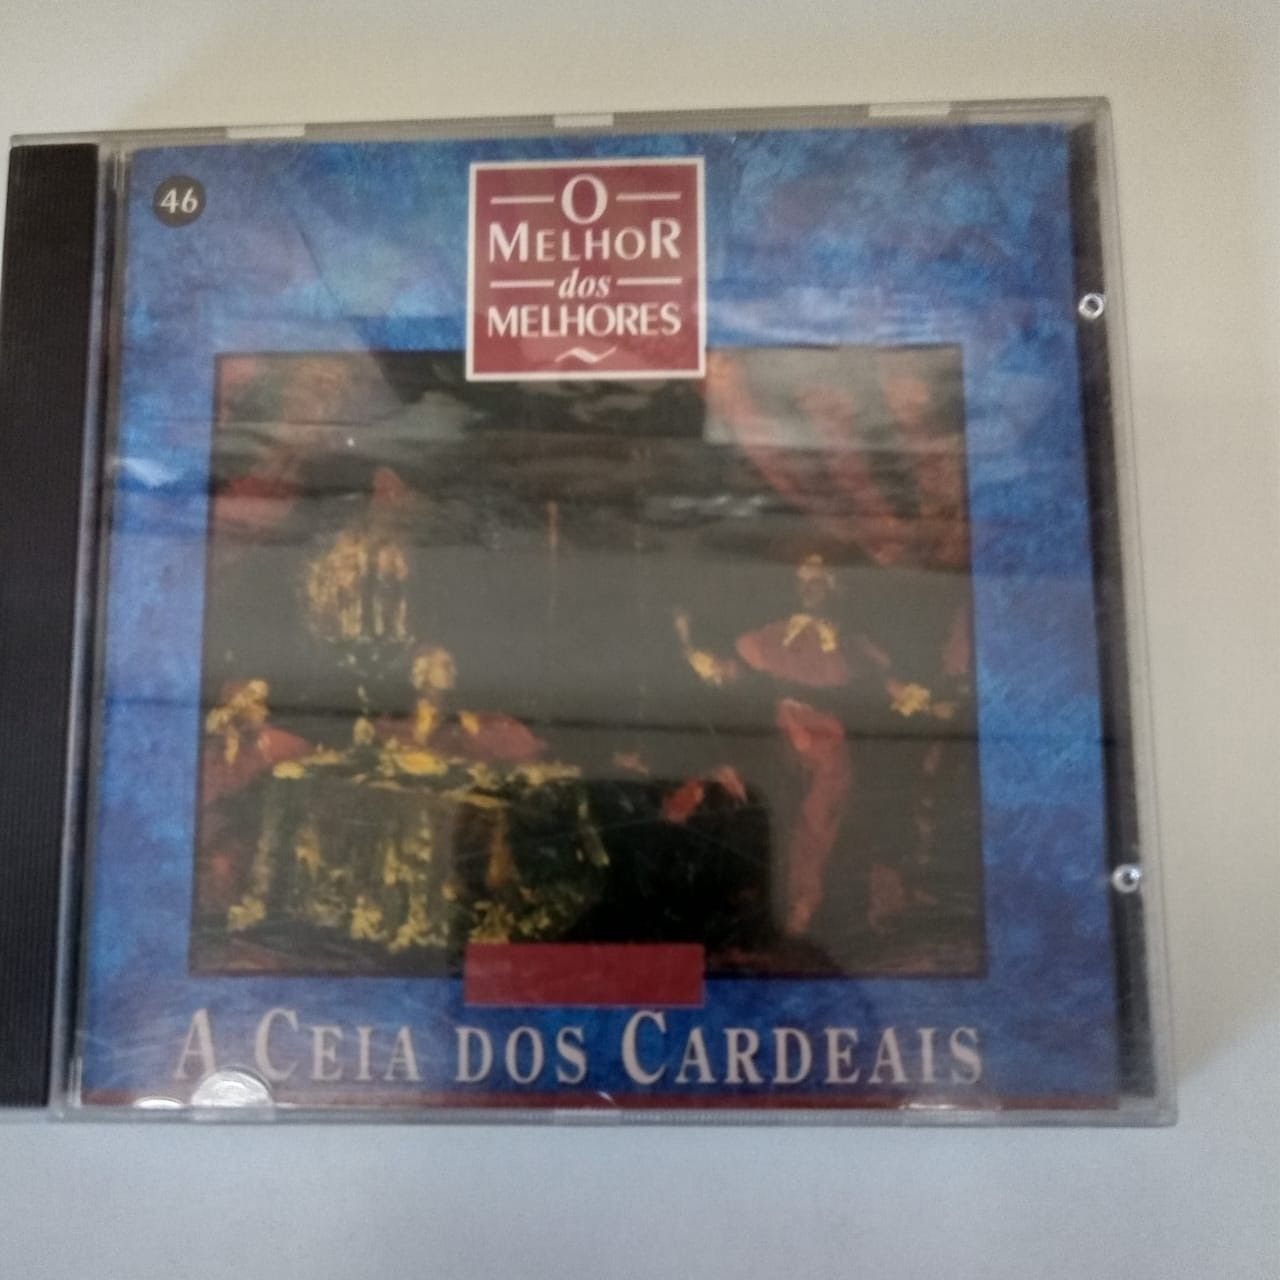 46
O
MELHOR
dos
MELHORES
A CEIA DOS CARDEAIS